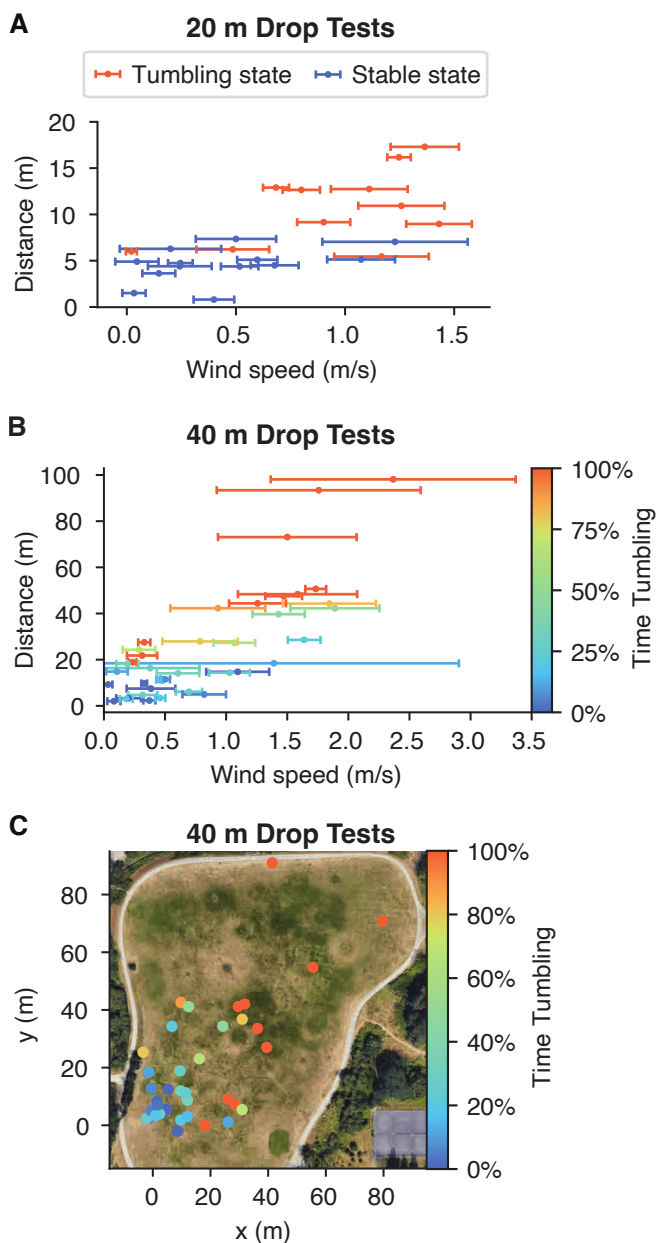 A
20 m Drop Tests
Tumbling state
Stable state
20
15
10
5
0
Distance (m)
0.0 0.5 1.0 1.5
Wind speed (m/s)
B
40 m Drop Tests
100
80
60
40
20
0
Distance (m)
0.0 0.5 1.0 1.5 2.0 2.5 3.0 3.5
Wind speed (m/s)
100%
75%
50%
25%
0%
Time Tumbling
C
40 m Drop Tests
80
60
40
20
0
y (m)
0 20 40 60 80
x (m)
100%
80%
60%
40%
20%
0%
Time Tumbling